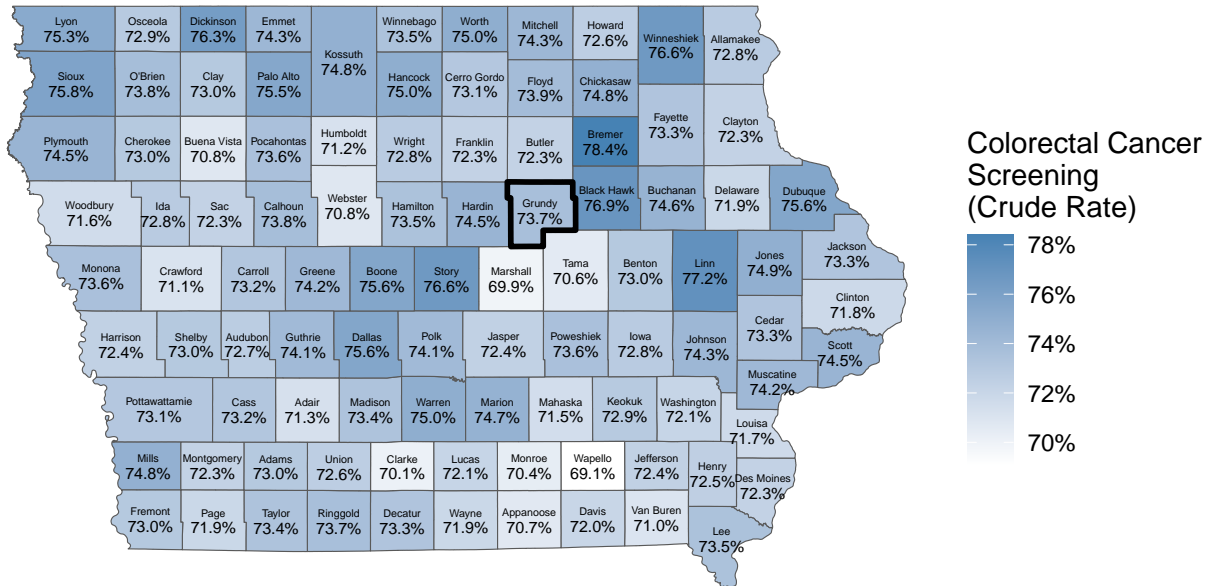 Lyon
75.3%
Osceola
72.9%
Dickinson
76.3%
Emmet
74.3%
Kossuth
74.8%
Winnebago
73.5%
Worth
75.0%
Mitchell
74.3%
Howard
72.6%
Winneshiek
76.6%
Allamakee
72.8%
Sioux
75.8%
O'Brien
73.8%
Clay
73.0%
Palo Alto
75.5%
Hancock
75.0%
Cerro Gordo
73.1%
Floyd
73.9%
Chickasaw
74.8%
Fayette
73.3%
Clayton
72.3%
Plymouth
74.5%
Cherokee
73.0%
Buena Vista
70.8%
Pocahontas
73.6%
Humboldt
71.2%
Wright
72.8%
Franklin
72.3%
Butler
72.3%
Bremer
78.4%
Woodbury
71.6%
Ida
72.8%
Sac
72.3%
Calhoun
73.8%
Webster
70.8%
Hamilton
73.5%
Hardin
74.5%
Grundy
73.7%
Black Hawk
76.9%
Buchanan
74.6%
Delaware
71.9%
Dubuque
75.6%
Monona
73.6%
Crawford
71.1%
Carroll
73.2%
Greene
74.2%
Boone
75.6%
Story
76.6%
Marshall
69.9%
Tama
70.6%
Benton
73.0%
Linn
77.2%
Jones
74.9%
Jackson
73.3%
Clinton
71.8%
Harrison
72.4%
Shelby
73.0%
Audubon
72.7%
Guthrie
74.1%
Dallas
75.6%
Polk
74.1%
Jasper
72.4%
Poweshiek
73.6%
Iowa
72.8%
Johnson
74.3%
Cedar
73.3%
Scott
74.5%
Muscatine
74.2%
Pottawattamie
73.1%
Cass
73.2%
Adair
71.3%
Madison
73.4%
Warren
75.0%
Marion
74.7%
Mahaska
71.5%
Keokuk
72.9%
Washington
72.1%
Louisa
71.7%
Mills
74.8%
Montgomery
72.3%
Adams
73.0%
Union
72.6%
Clarke
70.1%
Lucas
72.1%
Monroe
70.4%
Wapello
69.1%
Jefferson
72.4%
Henry
72.5%
Des Moines
72.3%
Fremont
73.0%
Page
71.9%
Taylor
73.4%
Ringgold
73.7%
Decatur
73.3%
Wayne
71.9%
Appanoose
70.7%
Davis
72.0%
Van Buren
71.0%
Lee
73.5%
Colorectal Cancer
Screening
(Crude Rate)
78%
76%
74%
72%
70%